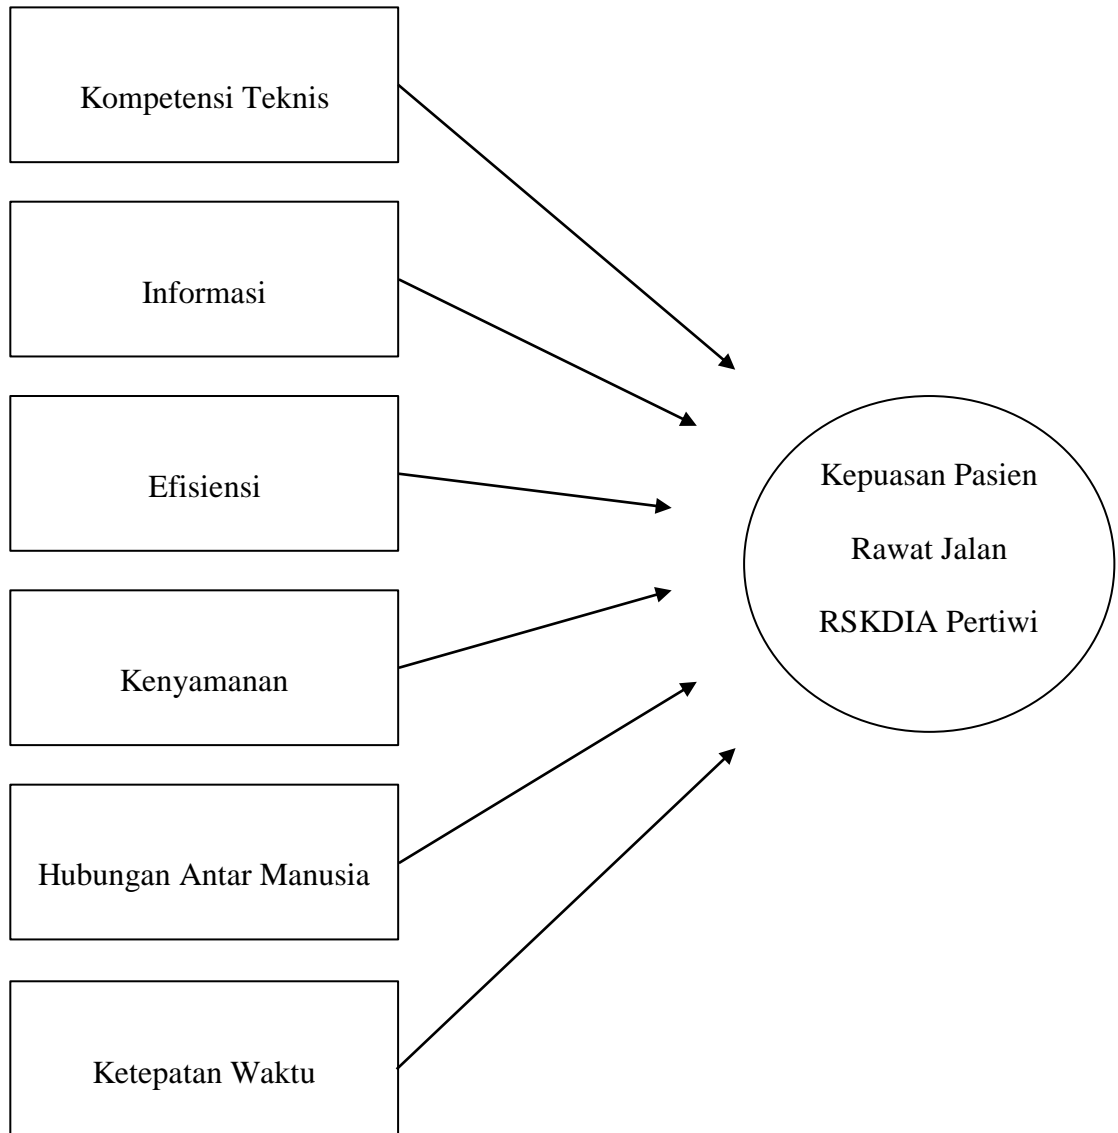 Kompetensi Teknis
Informasi
Efisiensi
Kenyamanan
Hubungan Antar Manusia
Ketepatan Waktu
Kepuasan Pasien
Rawat Jalan
RSKDIA Pertiwi